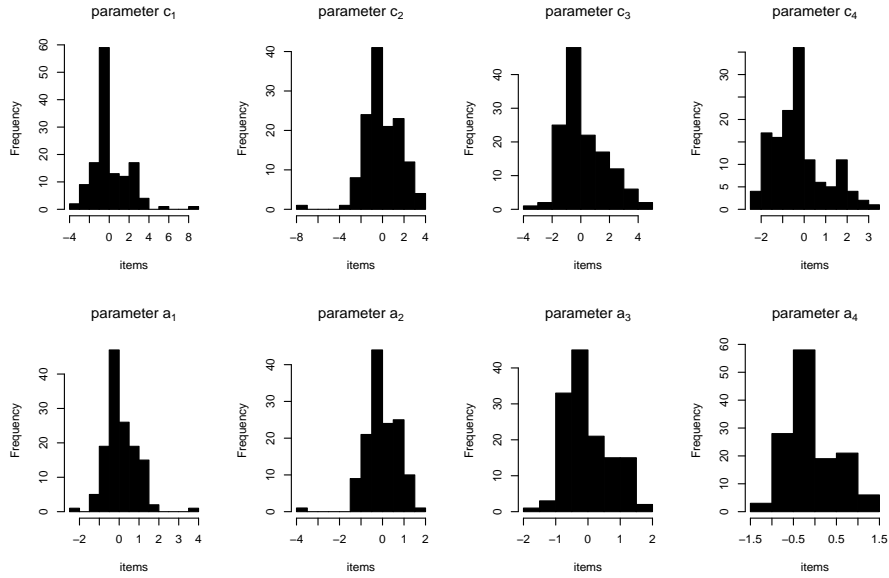 parameter c₁
Frequency
0 10 20 30 40 50 60
−4 0 2 4 6 8
items
parameter c₂
Frequency
0 10 20 30 40
−8 −4 0 2 4
items
parameter c₃
Frequency
0 10 20 30 40
−4 −2 0 2 4
items
parameter c₄
Frequency
0 5 10 20 30
−2 0 1 2 3
items
parameter a₁
Frequency
0 10 20 30 40
−2 0 1 2 3 4
items
parameter a₂
Frequency
0 10 20 30 40
−4 −2 0 1 2
items
parameter a₃
Frequency
0 10 20 30 40
−2 −1 0 1 2
items
parameter a₄
Frequency
0 10 20 30 40 50 60
−1.5 −0.5 0.5 1.5
items